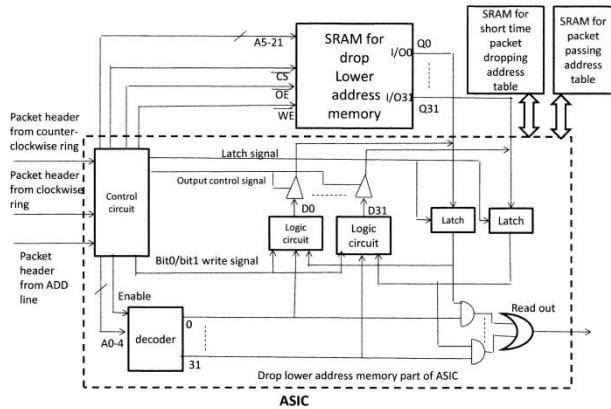 A5-21
SRAM for
drop
Lower
address
memory
CS
OE
WE
I/O0
Q0
I/O31
Q31
SRAM for
short time
packet
dropping
address
table
SRAM for
packet
passing
address
table
Packet header
from counter-
clockwise ring
Packet header
from clockwise
ring
Packet
header
from ADD
line
Control
circuit
Latch signal
Output control signal
D0
D31
Logic
circuit
Logic
circuit
Latch
Latch
Bit0/bit1 write signal
Enable
A0-4
decoder
0
31
Read out
Drop lower address memory part of ASIC
ASIC